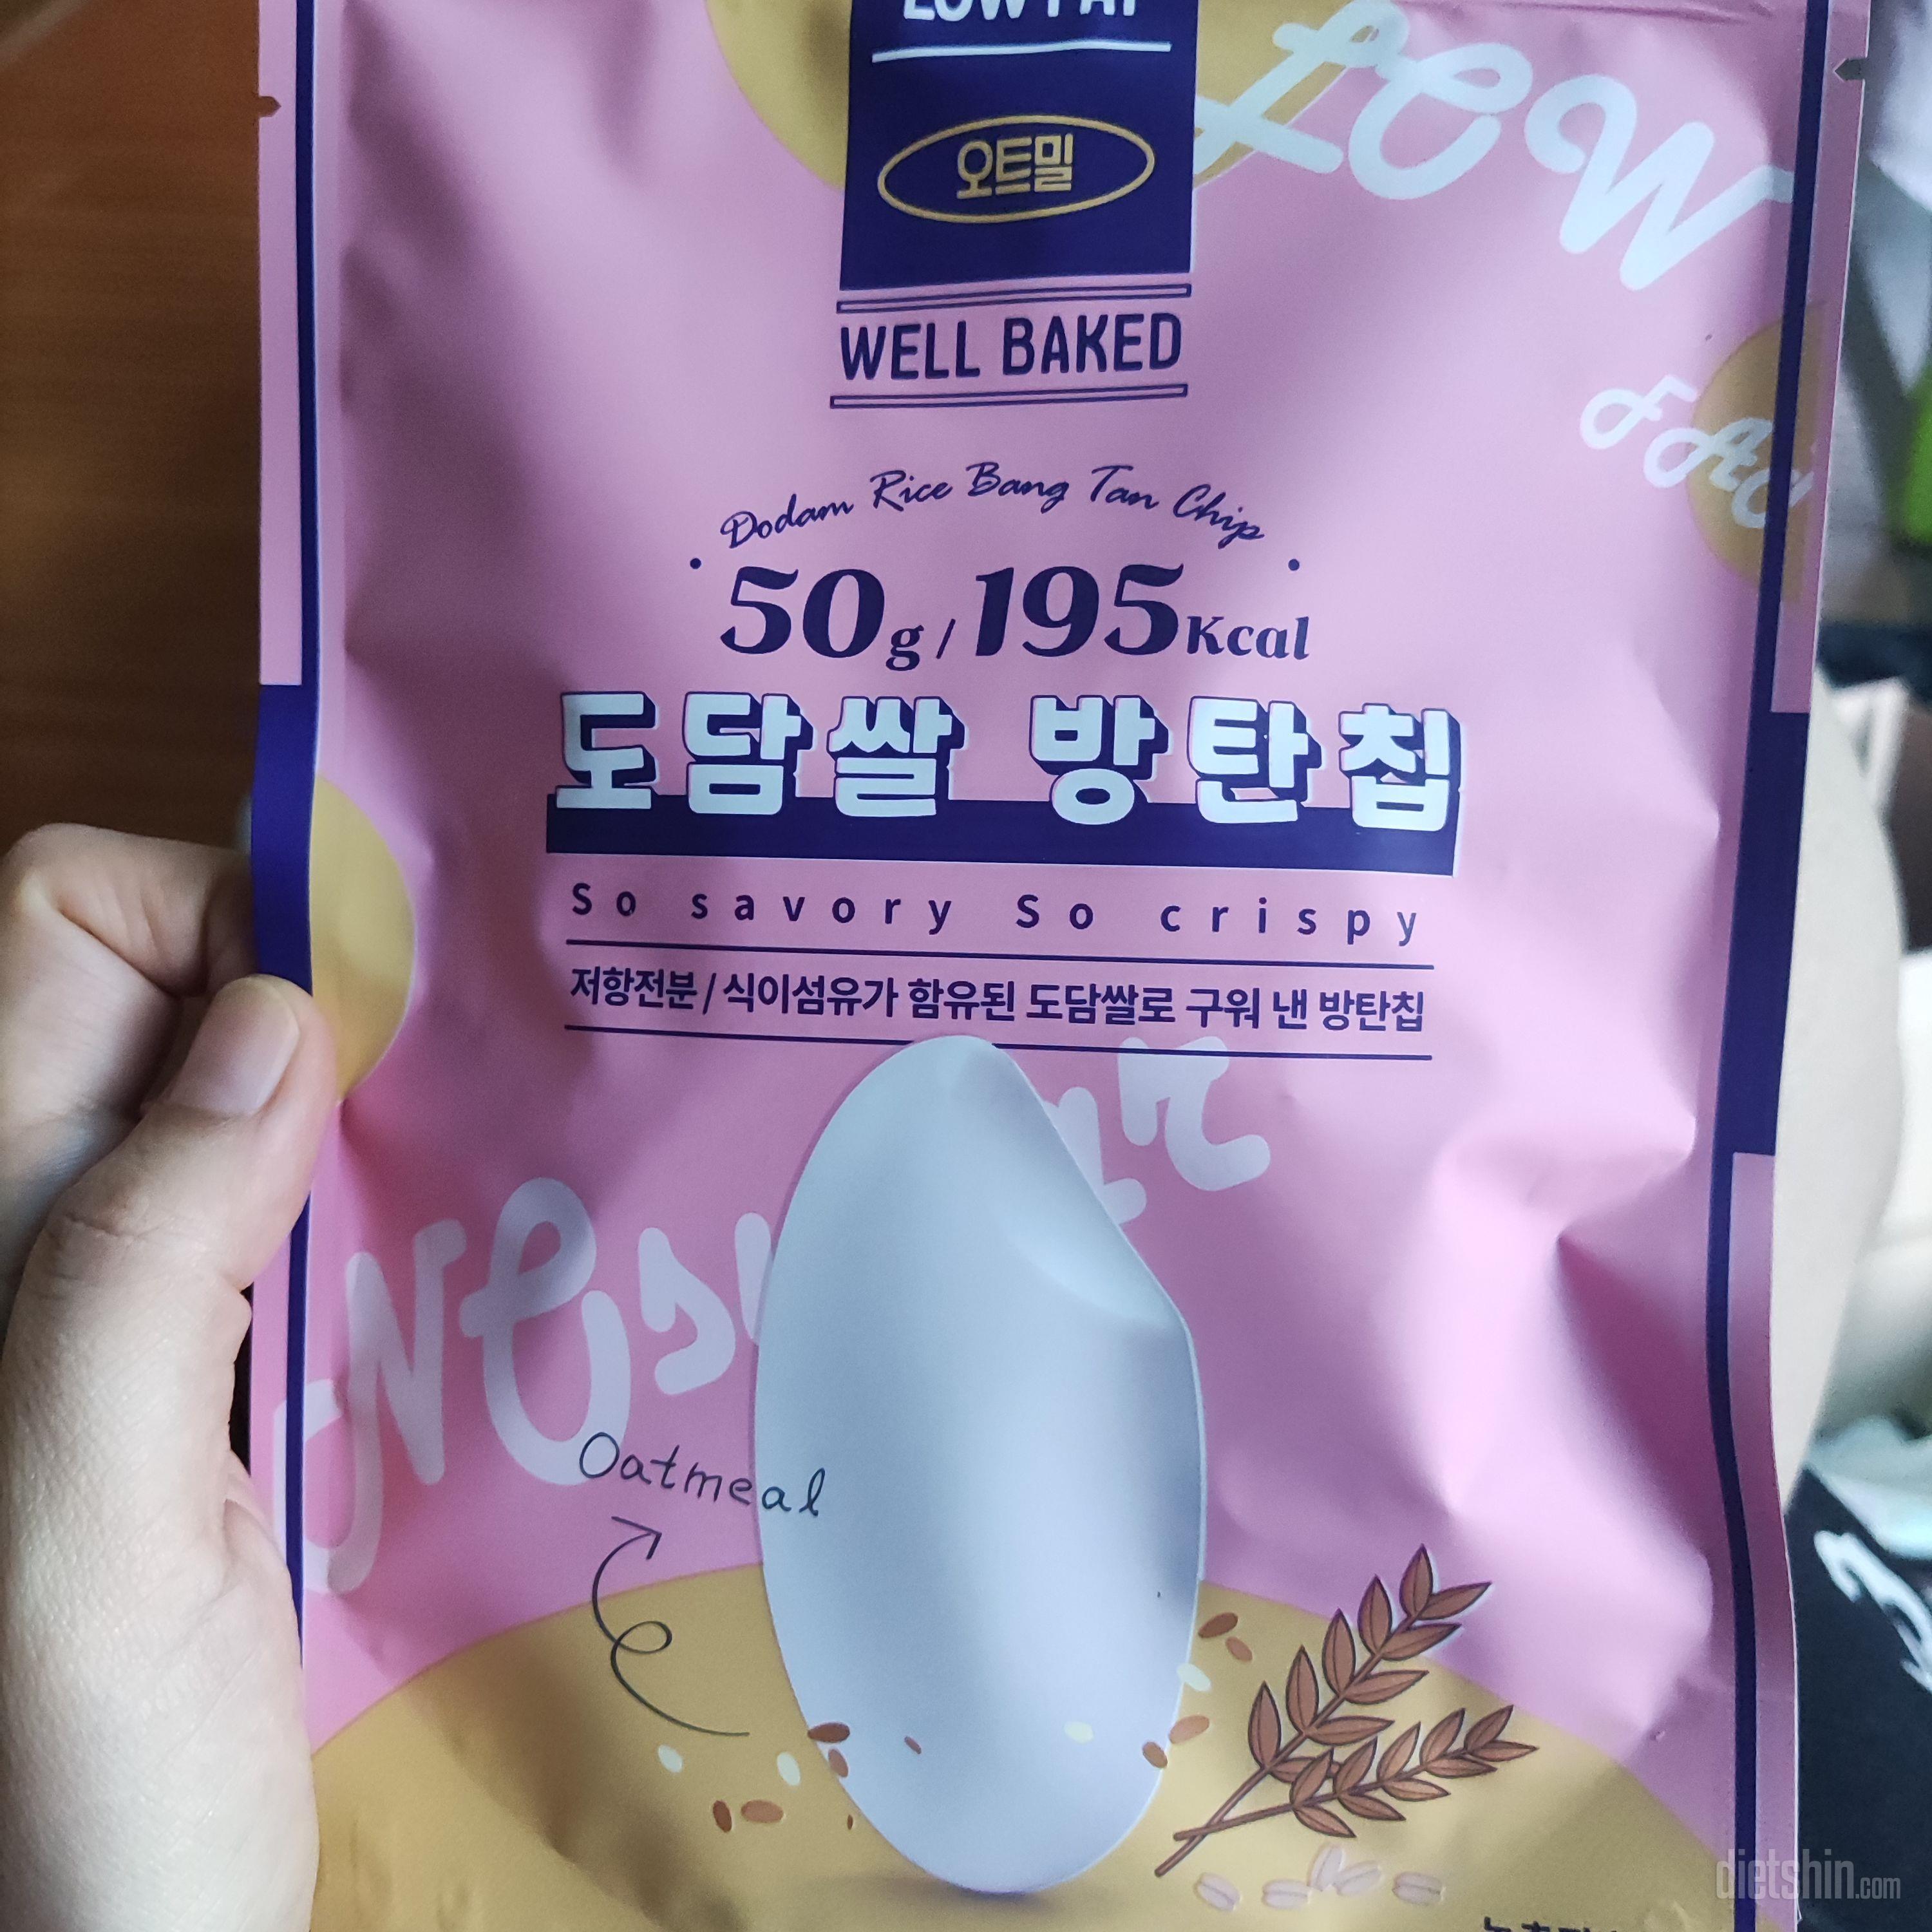 LOW FAT
오트밀
WELL BAKED
LOW
FAT
Dodam Rice Bang Tan Chip
50g/195Kcal
도담쌀 방탄칩
So savory So crispy
저항전분/식이섬유가 함유된 도담쌀로 구워 낸 방탄칩
Oatmeal
dietshin.com